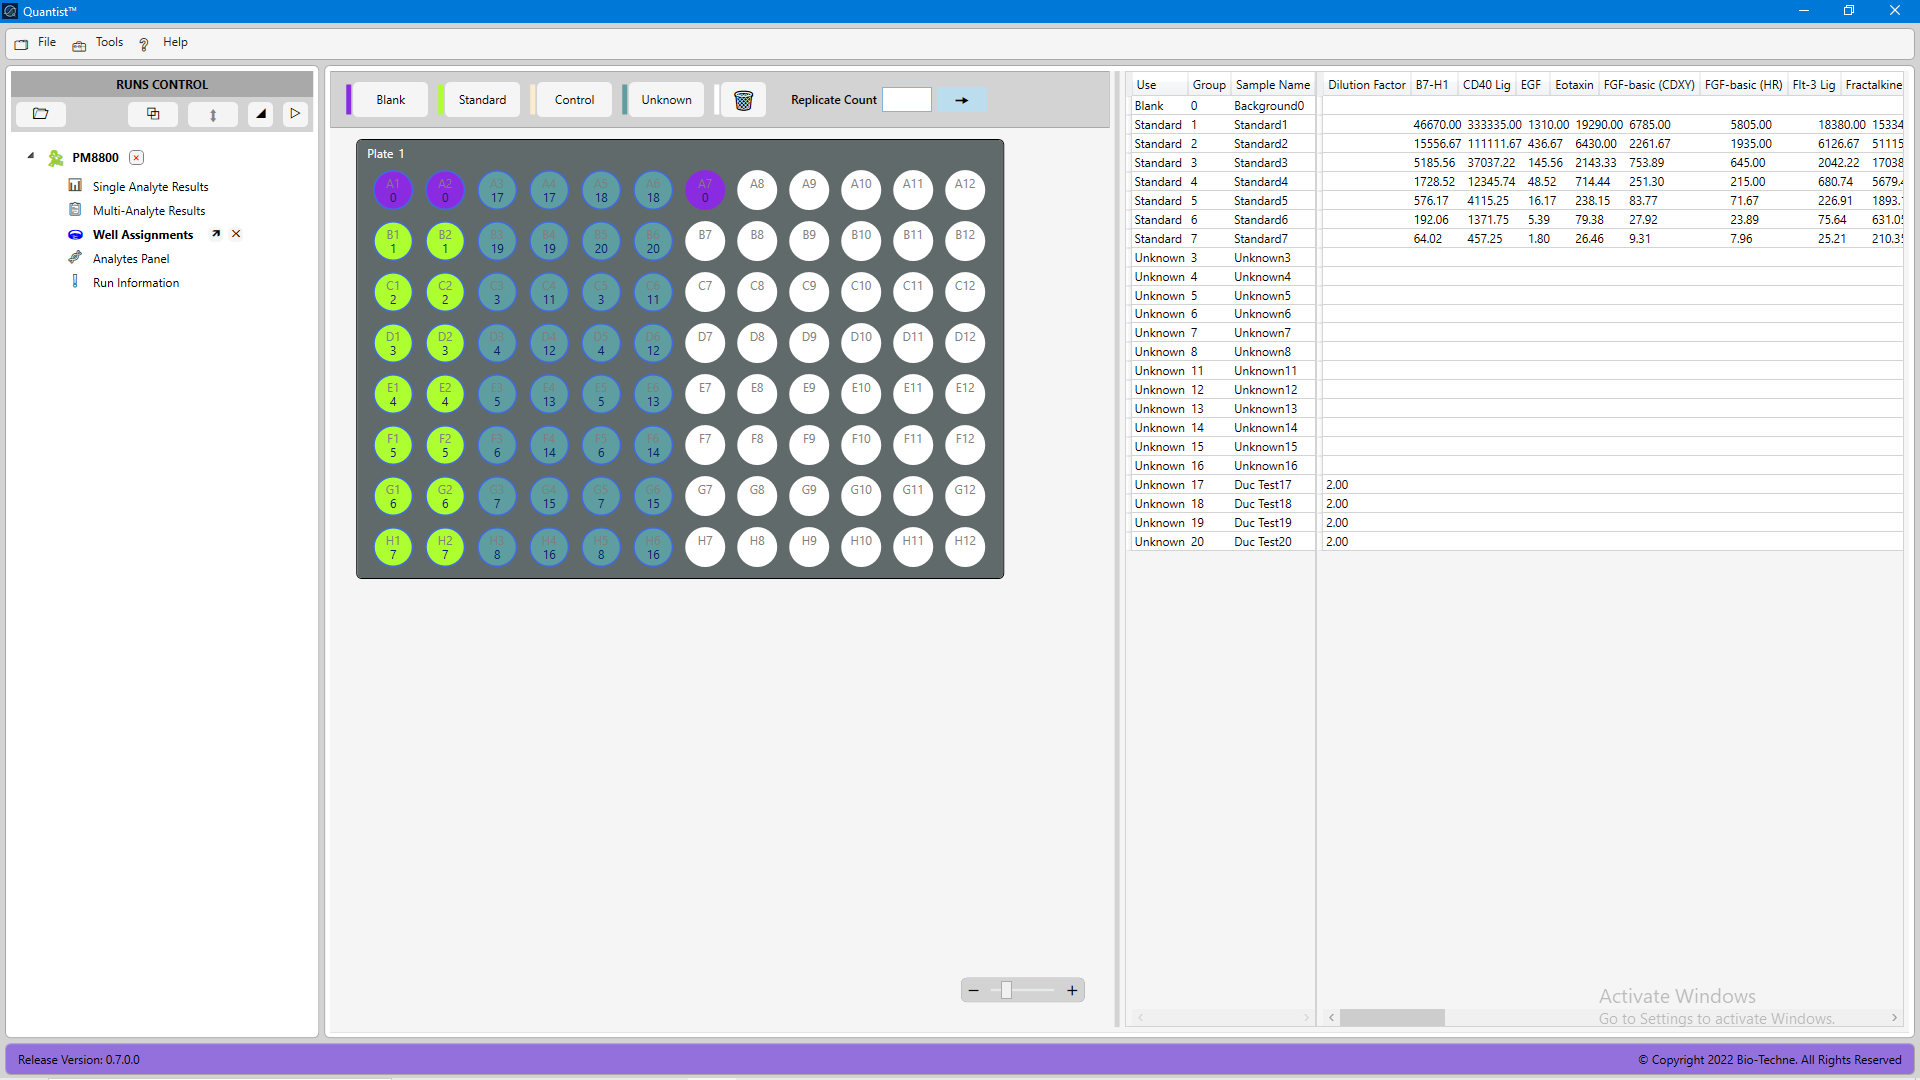 Quantist™
File Tools Help
RUNS CONTROL
PM8800
Single Analyte Results
Multi-Analyte Results
Well Assignments
Analytes Panel
Run Information
Blank Standard Control Unknown Replicate Count
Plate 1
A1 A2 A3 A4 A5 A6 A7 A8 A9 A10 A11 A12
0 0 17 17 18 18 0
B1 B2 B3 B4 B5 B6 B7 B8 B9 B10 B11 B12
1 1 19 19 20 20
C1 C2 C3 C4 C5 C6 C7 C8 C9 C10 C11 C12
2 2 3 11 3 11
D1 D2 D3 D4 D5 D6 D7 D8 D9 D10 D11 D12
3 3 4 12 4 12
E1 E2 E3 E4 E5 E6 E7 E8 E9 E10 E11 E12
4 4 5 13 5 13
F1 F2 F3 F4 F5 F6 F7 F8 F9 F10 F11 F12
5 5 6 14 6 14
G1 G2 G3 G4 G5 G6 G7 G8 G9 G10 G11 G12
6 6 7 15 7 15
H1 H2 H3 H4 H5 H6 H7 H8 H9 H10 H11 H12
7 7 8 16 8 16
Use Group Sample Name Dilution Factor B7-H1 CD40 Lig EGF Eotaxin FGF-basic (CDXY) FGF-basic (HR) Flt-3 Lig Fractalkine
Blank 0 Background0
Standard 1 Standard1 46670.00 333335.00 1310.00 19290.00 6785.00 5805.00 18380.00 15334
Standard 2 Standard2 15556.67 111111.67 436.67 6430.00 2261.67 1935.00 6126.67 51115
Standard 3 Standard3 5185.56 37037.22 145.56 2143.33 753.89 645.00 2042.22 17038
Standard 4 Standard4 1728.52 12345.74 48.52 714.44 251.30 215.00 680.74 5679.
Standard 5 Standard5 576.17 4115.25 16.17 238.15 83.77 71.67 226.91 1893.
Standard 6 Standard6 192.06 1371.75 5.39 79.38 27.92 23.89 75.64 631.05
Standard 7 Standard7 64.02 457.25 1.80 26.46 9.31 7.96 25.21 210.35
Unknown 3 Unknown3
Unknown 4 Unknown4
Unknown 5 Unknown5
Unknown 6 Unknown6
Unknown 7 Unknown7
Unknown 8 Unknown8
Unknown 11 Unknown11
Unknown 12 Unknown12
Unknown 13 Unknown13
Unknown 14 Unknown14
Unknown 15 Unknown15
Unknown 16 Unknown16
Unknown 17 Duc Test17 2.00
Unknown 18 Duc Test18 2.00
Unknown 19 Duc Test19 2.00
Unknown 20 Duc Test20 2.00
Activate Windows
Go to Settings to activate Windows.
Release Version: 0.7.0.0
© Copyright 2022 Bio-Techne. All Rights Reserved